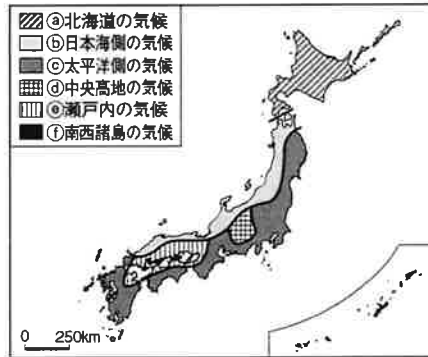 ⓐ北海道の気候
ⓑ日本海側の気候
ⓒ太平洋側の気候
ⓓ中央高地の気候
ⓔ瀬戸内の気候
ⓕ南西諸島の気候
0 250km